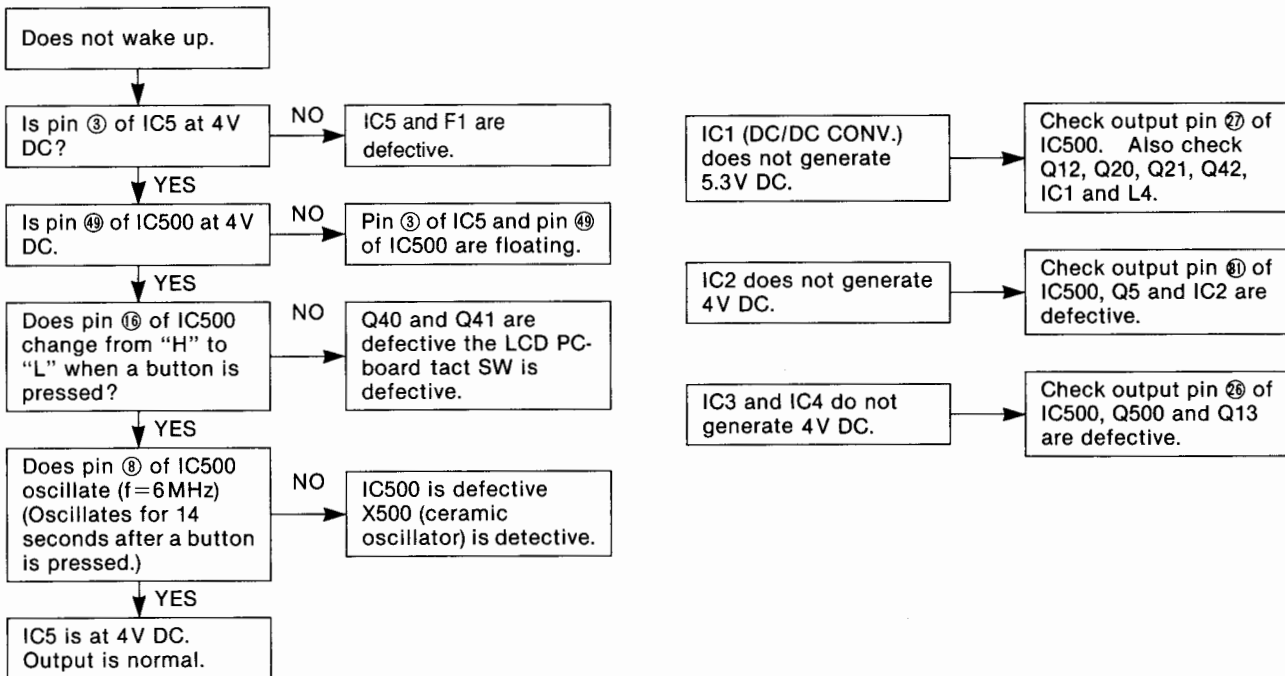 Does not wake up.
Is pin ③ of IC5 at 4V
DC?
NO
IC5 and F1 are
defective.
YES
Is pin ㊾ of IC500 at 4V
DC.
NO
Pin ③ of IC5 and pin ㊾
of IC500 are floating.
YES
Does pin ⑯ of IC500
change from “H” to
“L” when a button is
pressed?
NO
Q40 and Q41 are
defective the LCD PC-
board tact SW is
defective.
YES
Does pin ⑧ of IC500
oscillate (f=6MHz)
(Oscillates for 14
seconds after a button
is pressed.)
NO
IC500 is defective
X500 (ceramic
oscillator) is detective.
YES
IC5 is at 4V DC.
Output is normal.
IC1 (DC/DC CONV.)
does not generate
5.3V DC.
Check output pin ㉗ of
IC500. Also check
Q12, Q20, Q21, Q42,
IC1 and L4.
IC2 does not generate
4V DC.
Check output pin of
IC500, Q5 and IC2 are
defective.
IC3 and IC4 do not
generate 4V DC.
Check output pin ㉖ of
IC500, Q500 and Q13
are defective.